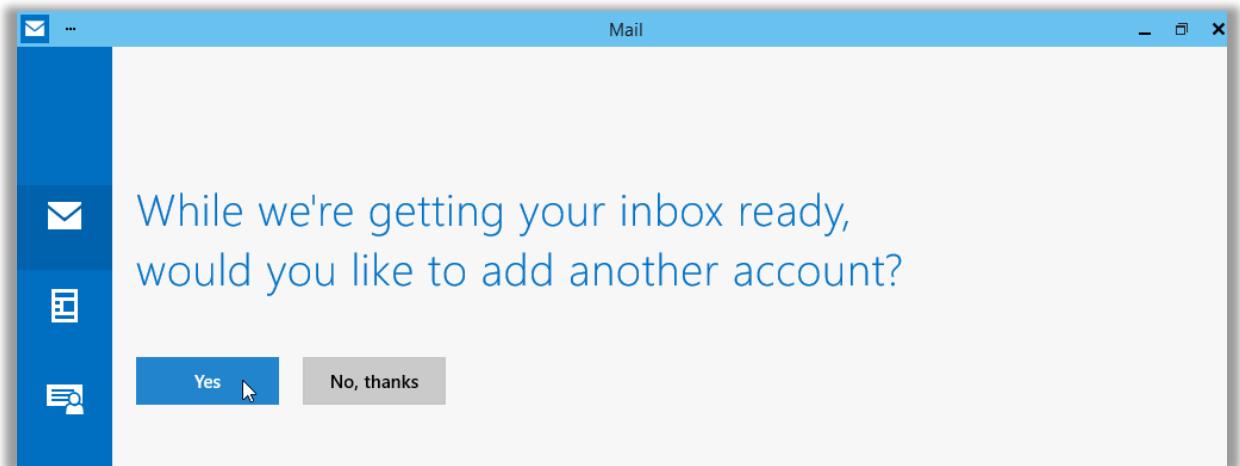 Mail
While we're getting your inbox ready,
would you like to add another account?
Yes
No, thanks